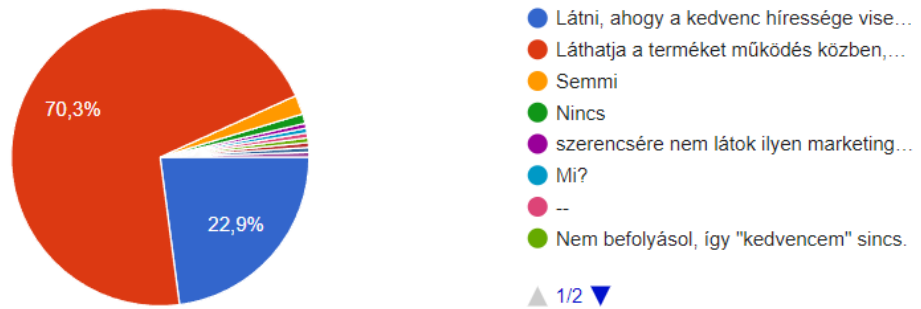 70,3%
22,9%
Látni, ahogy a kedvenc híressége vise…
Láthatja a terméket működés közben,…
Semmi
Nincs
szerencsére nem látok ilyen marketing…
Mi?
--
Nem befolyásol, így "kedvencem" sincs.
1/2